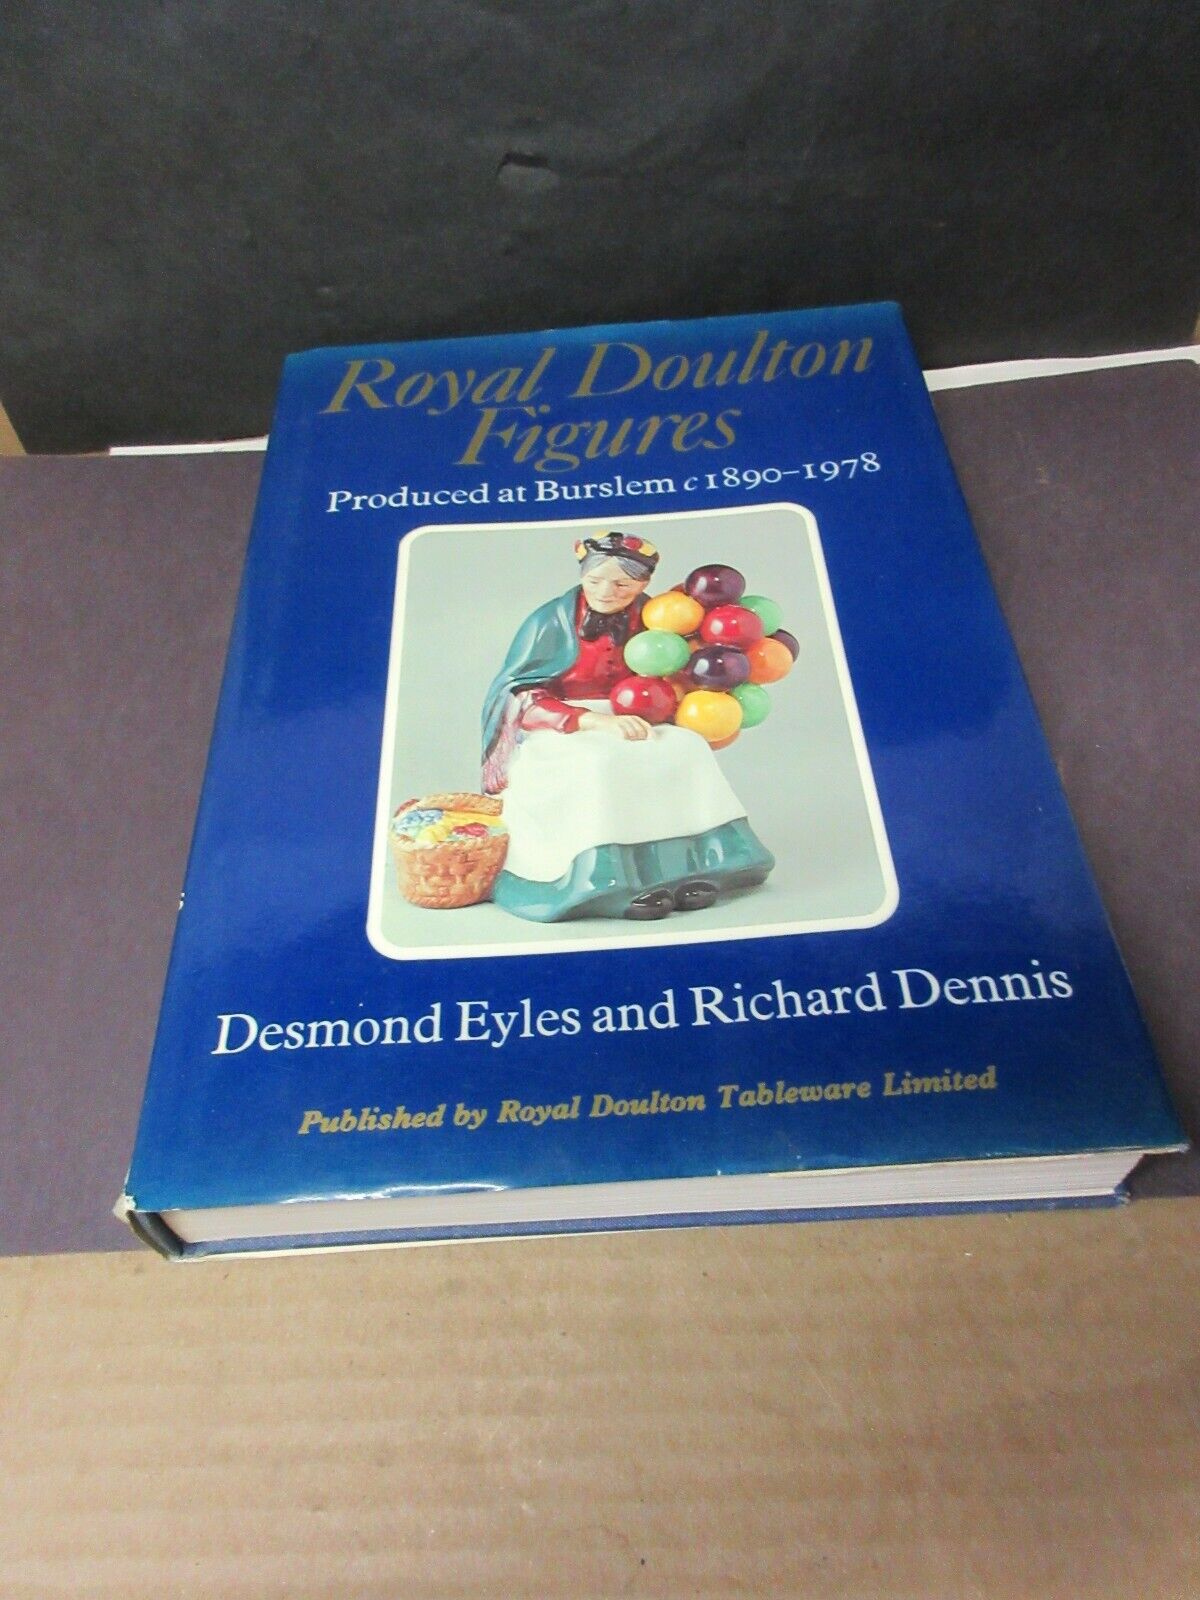 Royal Doulton
Figures
Produced at Burslem c 1890–1978
Desmond Eyles and Richard Dennis
Published by Royal Doulton Tableware Limited